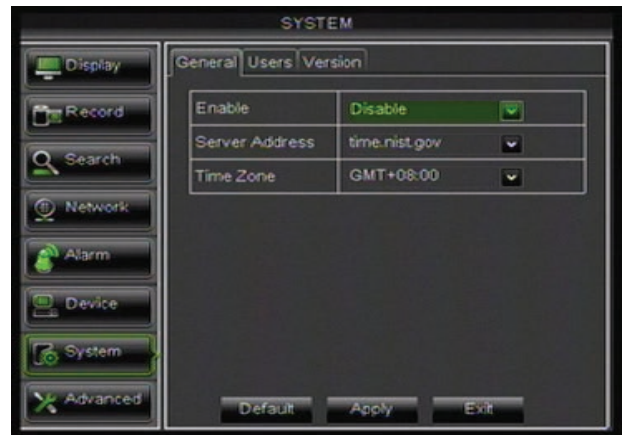 SYSTEM
Display
Record
Search
Network
Alarm
Device
System
Advanced
General Users Version
Enable Disable
Server Address time.nist.gov
Time Zone GMT+08:00
Default Apply Exit